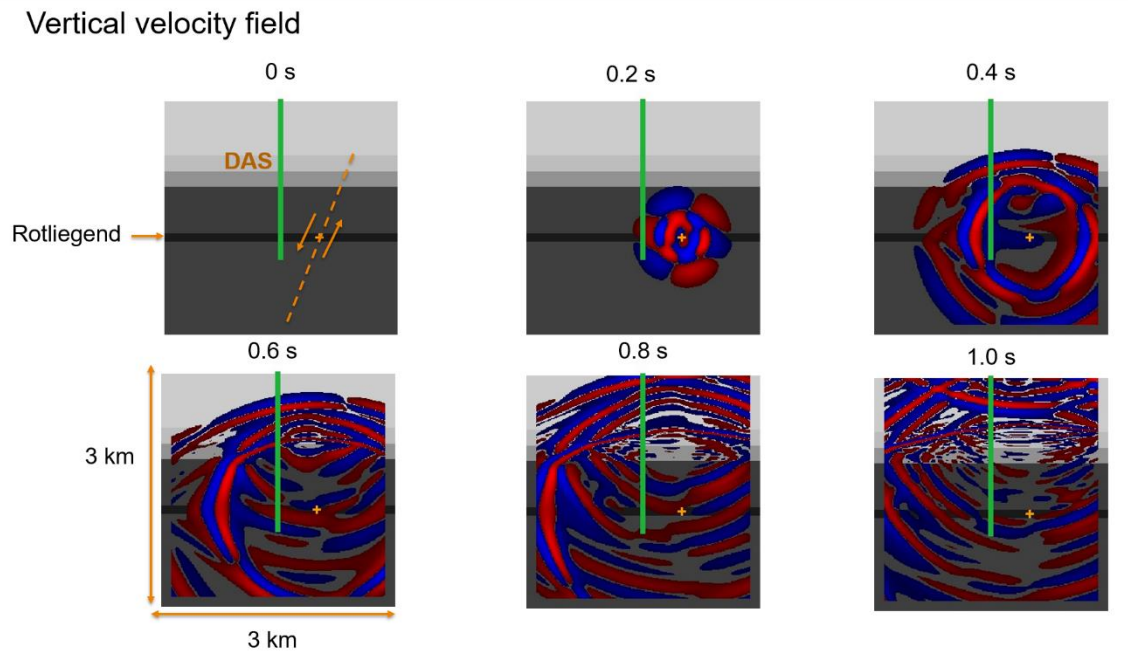 Vertical velocity field
0 s
0.2 s
0.4 s
DAS
Rotliegend
0.6 s
0.8 s
1.0 s
3 km
3 km